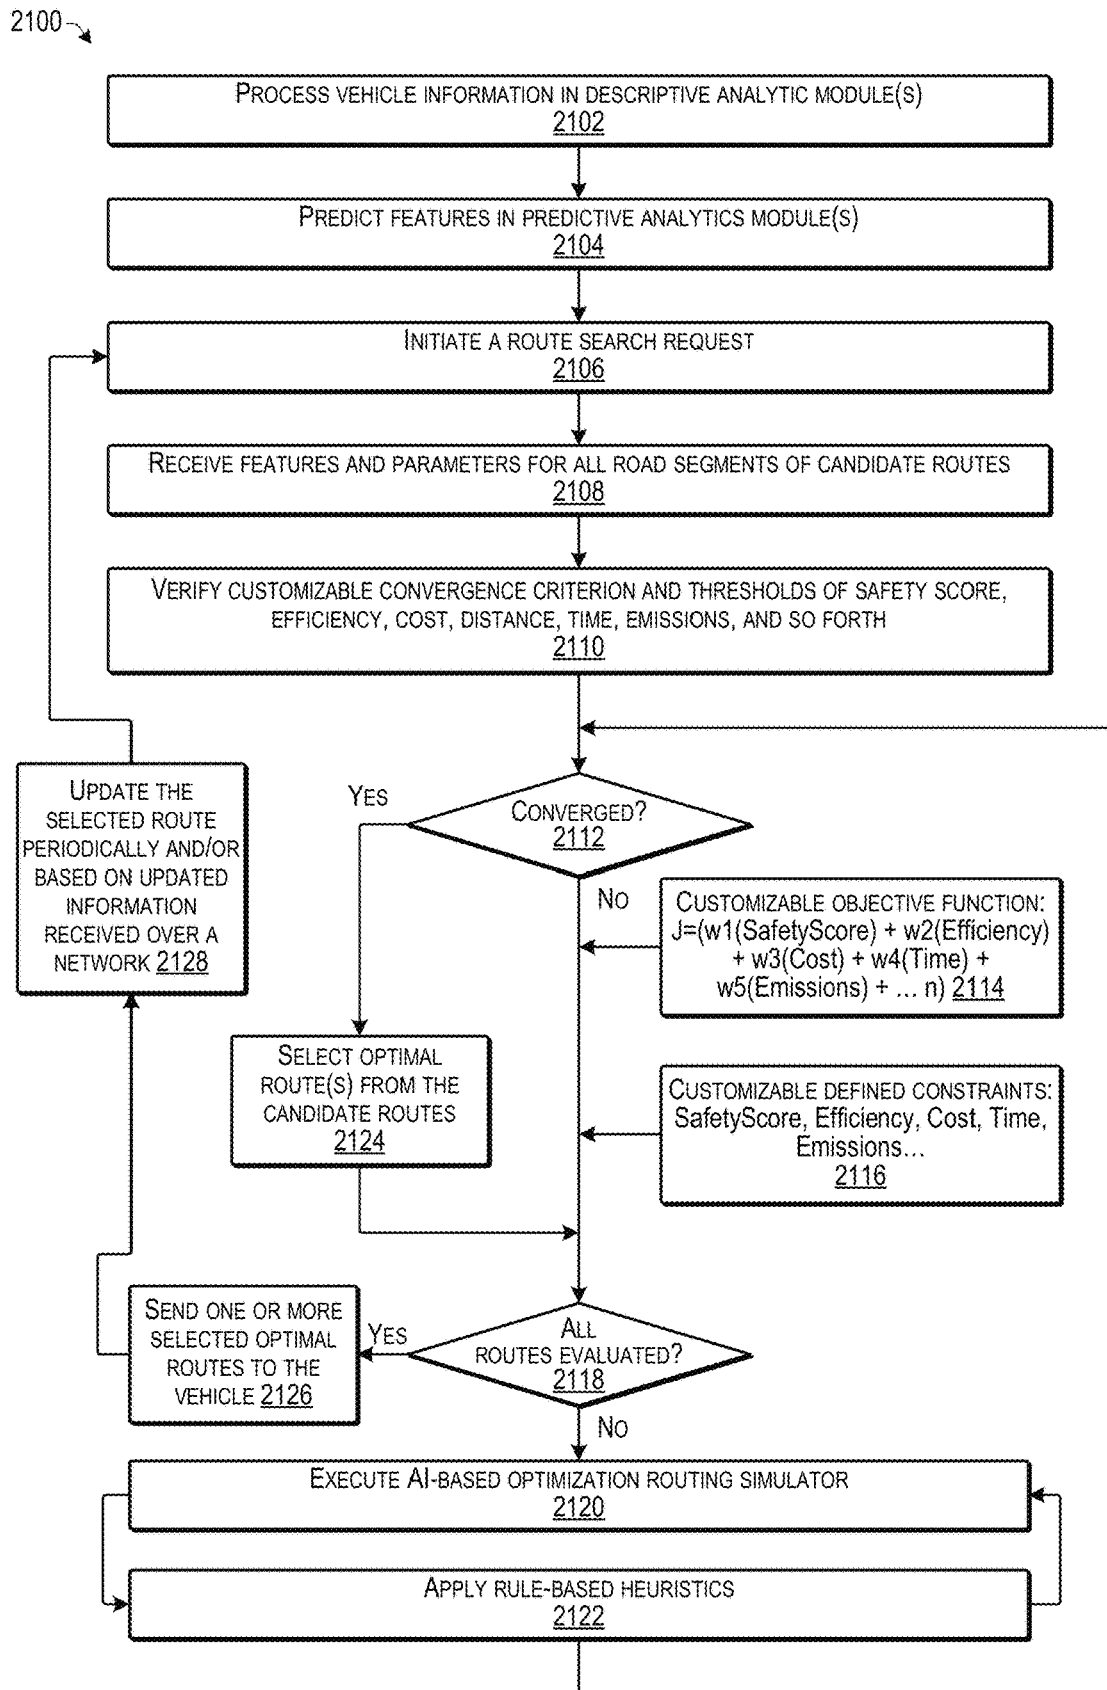 2100
PROCESS VEHICLE INFORMATION IN DESCRIPTIVE ANALYTIC MODULE(S)
2102
PREDICT FEATURES IN PREDICTIVE ANALYTICS MODULE(S)
2104
INITIATE A ROUTE SEARCH REQUEST
2106
RECEIVE FEATURES AND PARAMETERS FOR ALL ROAD SEGMENTS OF CANDIDATE ROUTES
2108
VERIFY CUSTOMIZABLE CONVERGENCE CRITERION AND THRESHOLDS OF SAFETY SCORE,
EFFICIENCY, COST, DISTANCE, TIME, EMISSIONS, AND SO FORTH
2110
CONVERGED?
2112
YES
NO
UPDATE THE
SELECTED ROUTE
PERIODICALLY AND/OR
BASED ON UPDATED
INFORMATION
RECEIVED OVER A
NETWORK 2128
CUSTOMIZABLE OBJECTIVE FUNCTION:
J=(w1(SafetyScore) + w2(Efficiency)
+ w3(Cost) + w4(Time) +
w5(Emissions) + … n) 2114
SELECT OPTIMAL
ROUTE(S) FROM THE
CANDIDATE ROUTES
2124
CUSTOMIZABLE DEFINED CONSTRAINTS:
SafetyScore, Efficiency, Cost, Time,
Emissions…
2116
SEND ONE OR MORE
SELECTED OPTIMAL
ROUTES TO THE
VEHICLE 2126
YES
ALL
ROUTES EVALUATED?
2118
NO
EXECUTE AI-BASED OPTIMIZATION ROUTING SIMULATOR
2120
APPLY RULE-BASED HEURISTICS
2122